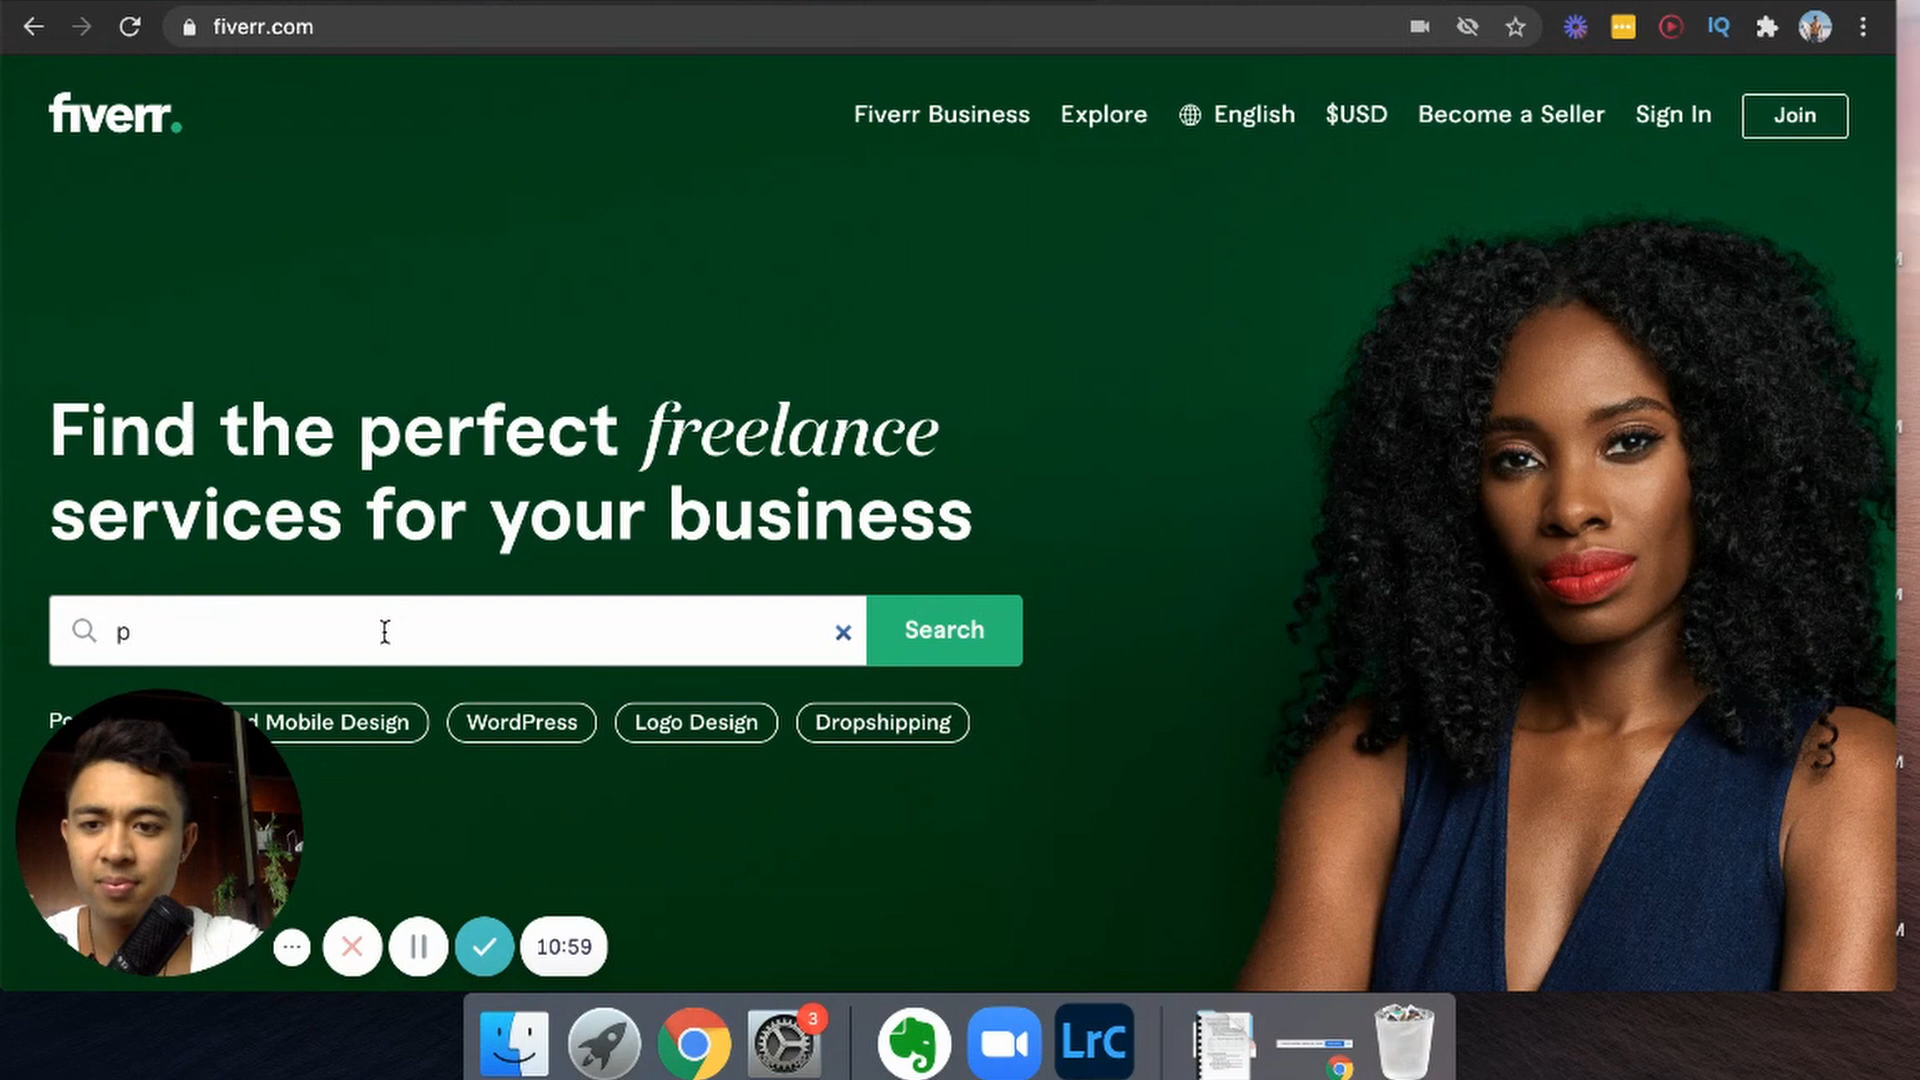 fiverr.com
IQ
fiverr.
Fiverr Business Explore English $USD Become a Seller Sign In Join
Find the perfect freelance
services for your business
p
Search
Po
d Mobile Design WordPress Logo Design Dropshipping
10:59
3
LrC